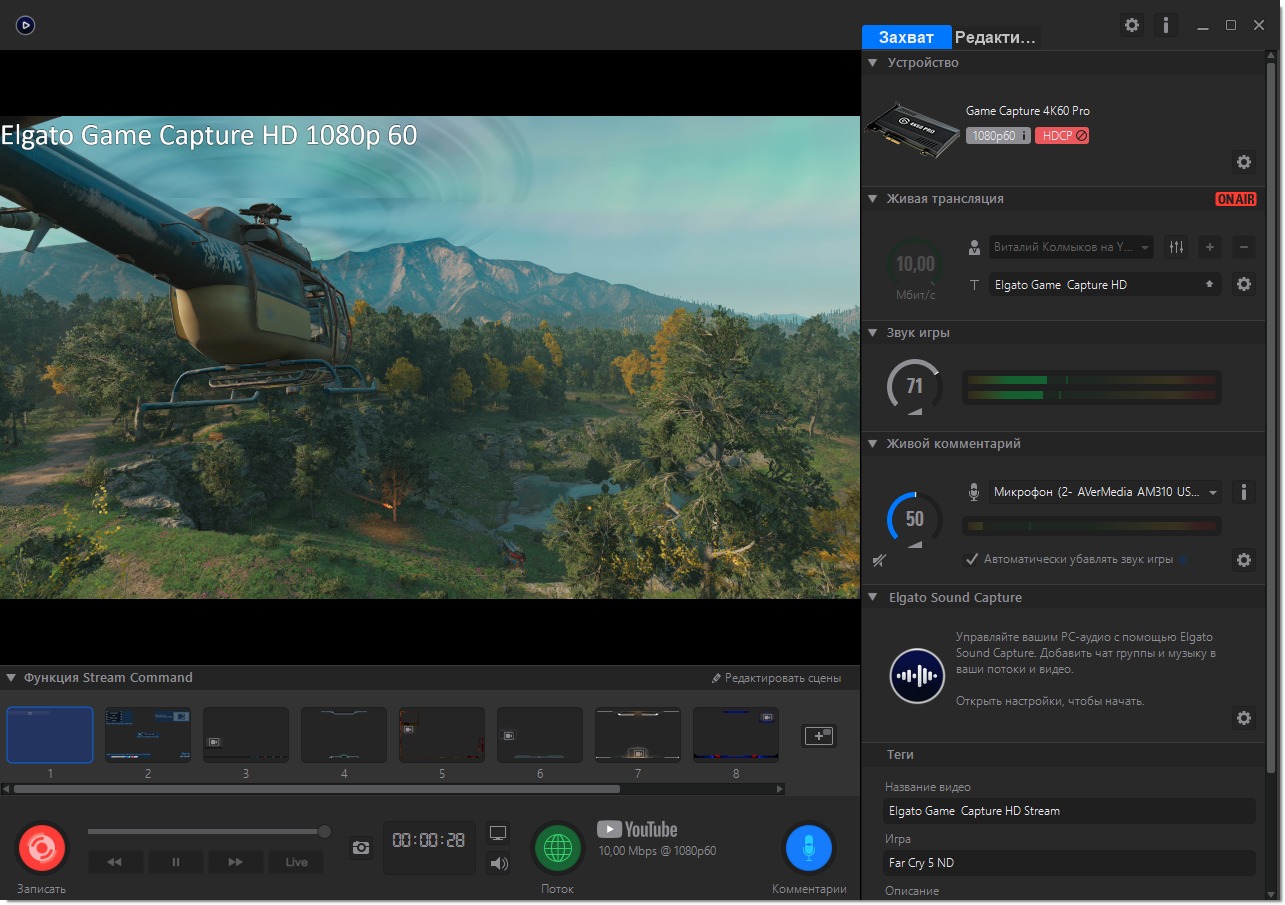 Захват
Редакти...
Устройство
Game Capture 4K60 Pro
1080p60 i HDCP
4K60 PRO
Elgato Game Capture HD 1080p 60
Живая трансляция
ON AIR
Виталий Колмыков на Y...
10,00
Мбит/с
T
Elgato Game Capture HD
Звук игры
71
Живой комментарий
Микрофон (2- AVerMedia AM310 US...
50
Автоматически убавлять звук игры
Elgato Sound Capture
Управляйте вашим PC-аудио с помощью Elgato
Sound Capture. Добавить чат группы и музыку в
ваши потоки и видео.
Открыть настройки, чтобы начать.
Функция Stream Command
Редактировать сцены
1
2
3
4
5
6
7
8
Теги
Название видео
Elgato Game Capture HD Stream
Игра
Far Cry 5 ND
Описание
Live
00:00:28
YouTube
10,00 Mbps @ 1080p60
Записать
Поток
Комментарии